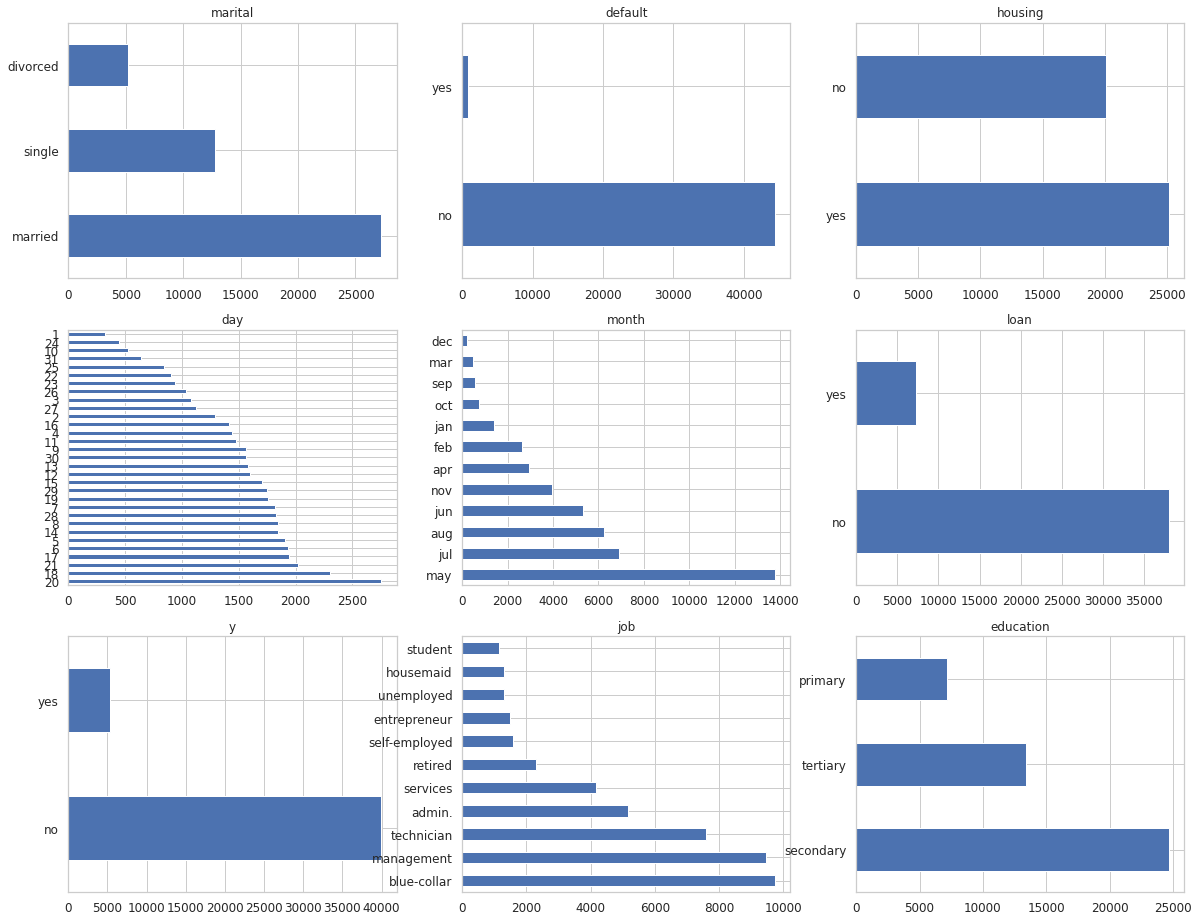 marital
divorced
single
married
0 5000 10000 15000 20000 25000
default
yes
no
0 10000 20000 30000 40000
housing
no
yes
0 5000 10000 15000 20000 25000
day
1
24
10
31
25
22
23
26
3
27
2
16
4
11
9
30
13
12
15
29
19
7
28
8
14
5
6
17
21
18
20
0 500 1000 1500 2000 2500
month
dec
mar
sep
oct
jan
feb
apr
nov
jun
aug
jul
may
0 2000 4000 6000 8000 10000 12000 14000
loan
yes
no
0 5000 10000 15000 20000 25000 30000 35000
y
yes
no
0 5000 10000 15000 20000 25000 30000 35000 40000
job
student
housemaid
unemployed
entrepreneur
self-employed
retired
services
admin.
technician
management
blue-collar
0 2000 4000 6000 8000 10000
education
primary
tertiary
secondary
0 5000 10000 15000 20000 25000